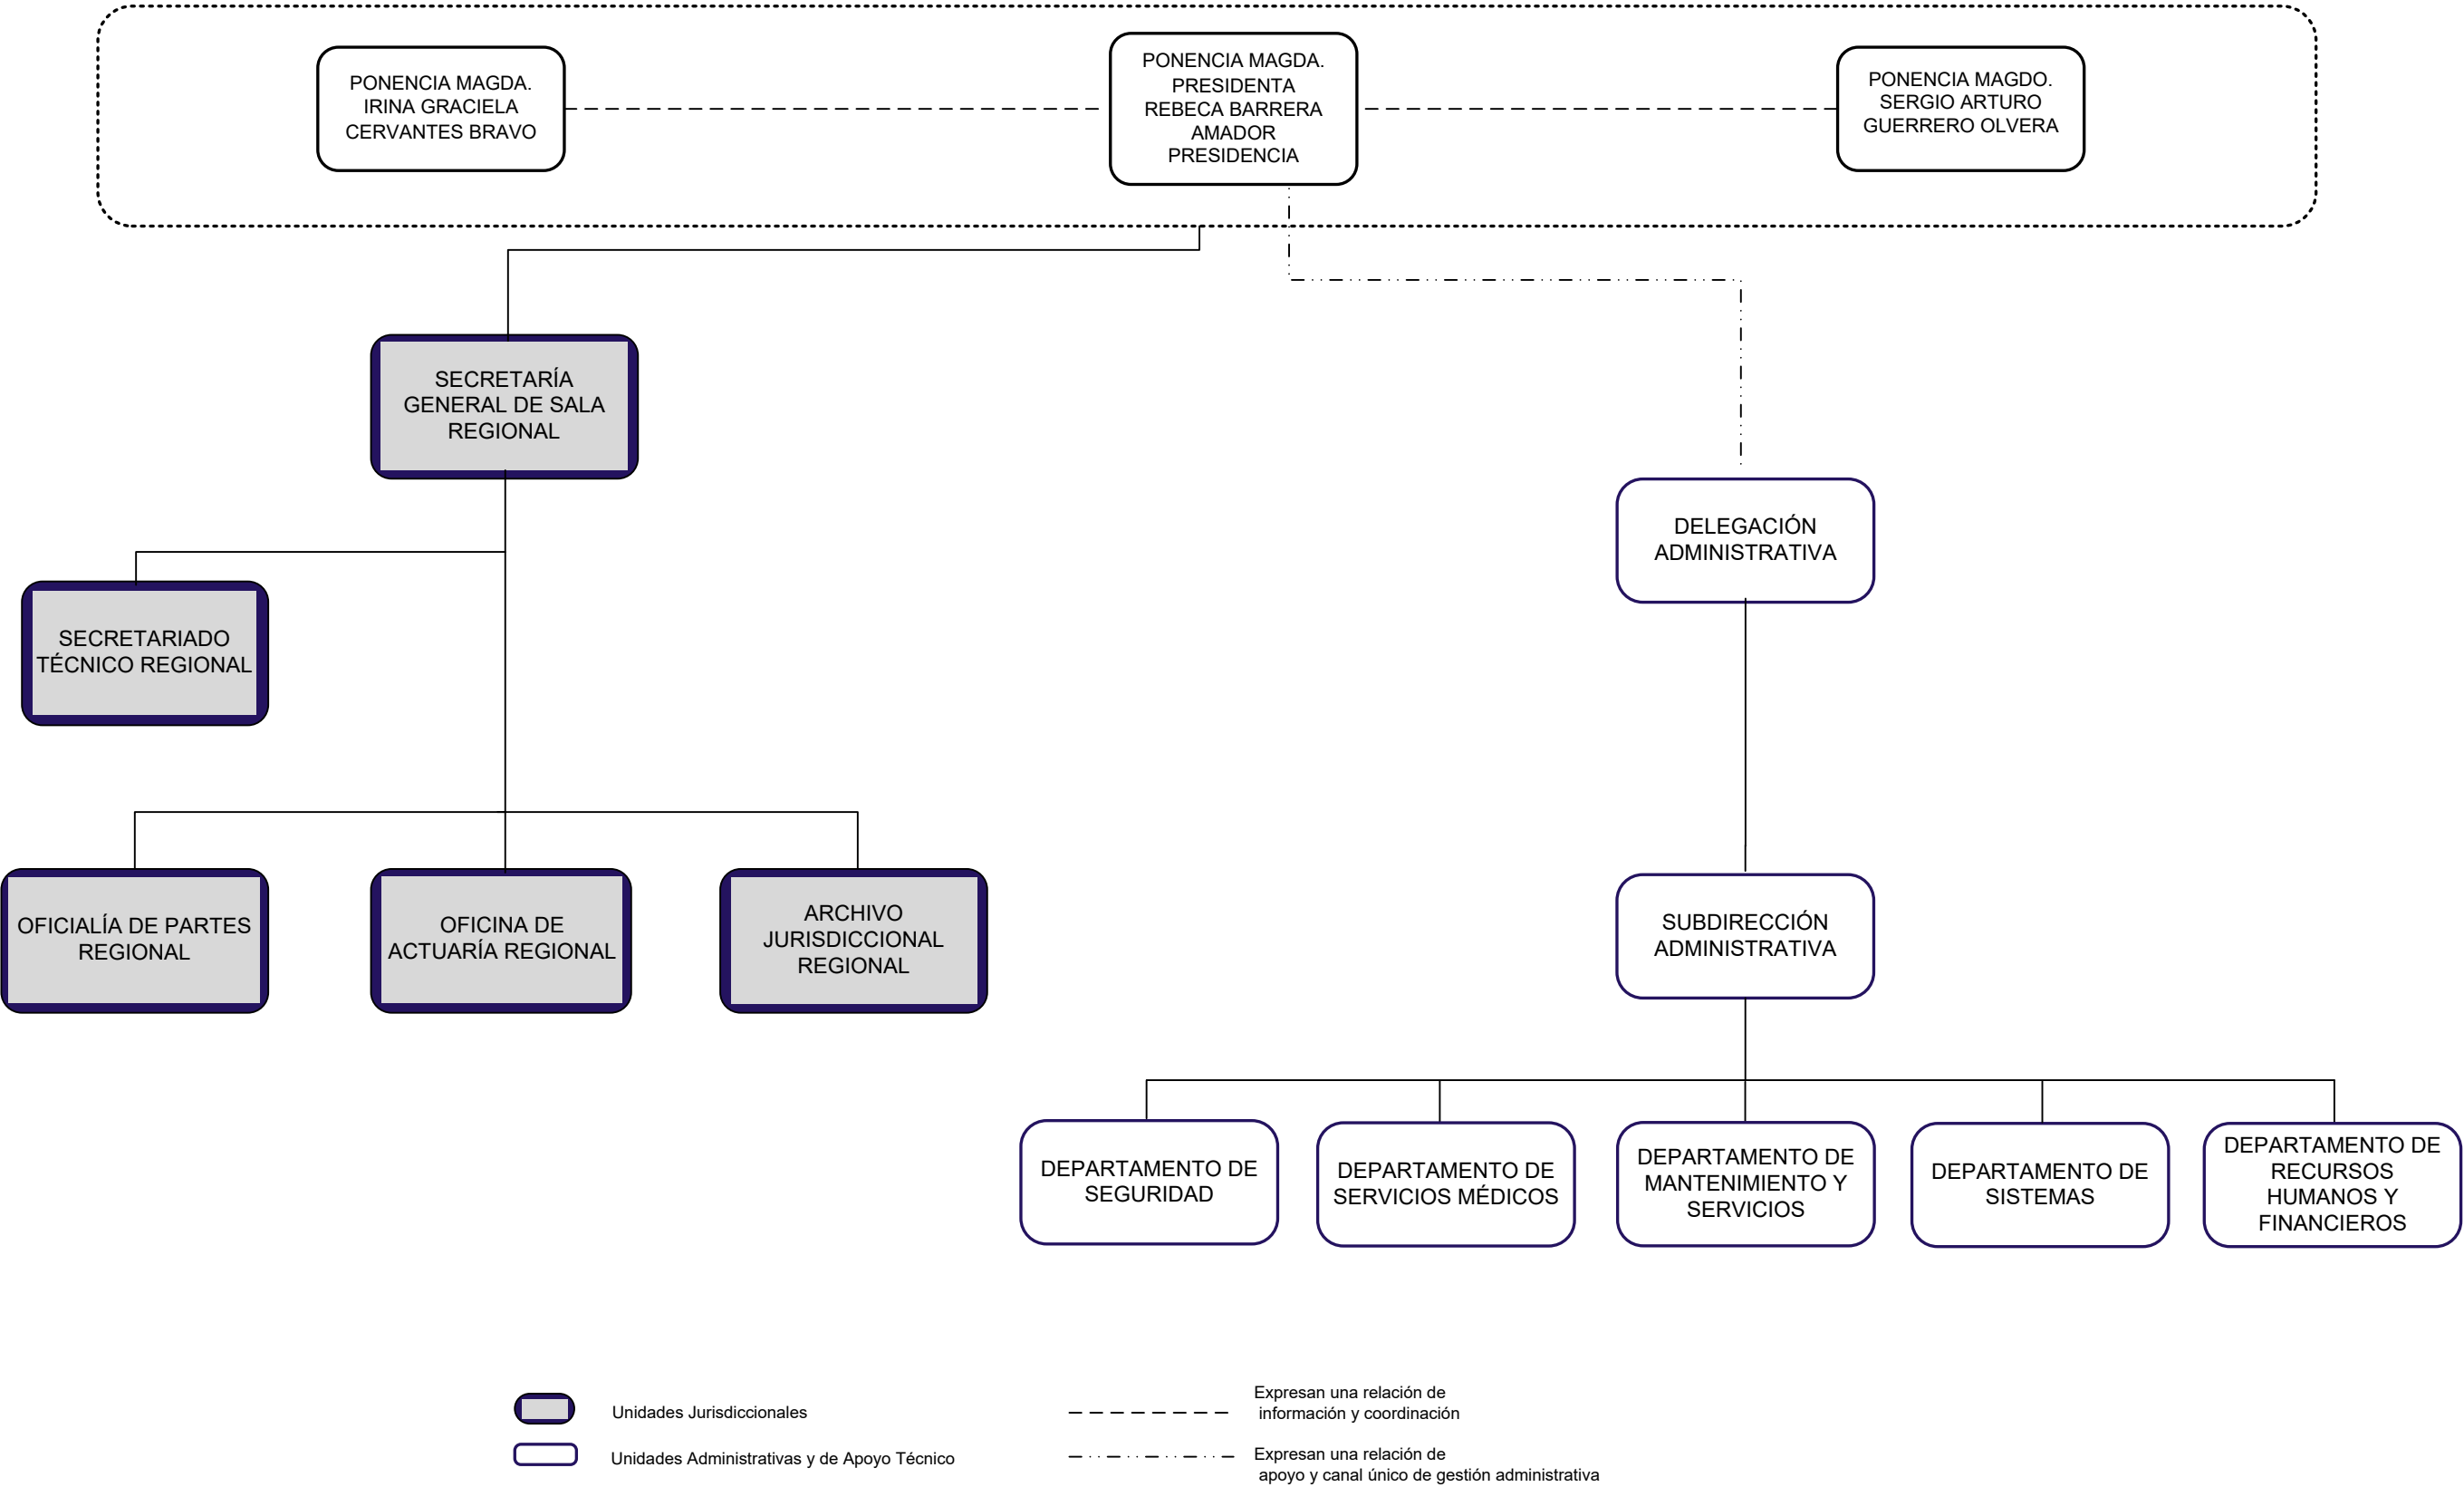 PONENCIA MAGDA.
IRINA GRACIELA
CERVANTES BRAVO
PONENCIA MAGDA.
PRESIDENTA
REBECA BARRERA
AMADOR
PRESIDENCIA
PONENCIA MAGDO.
SERGIO ARTURO
GUERRERO OLVERA
SECRETARÍA
GENERAL DE SALA
REGIONAL
DELEGACIÓN
ADMINISTRATIVA
SECRETARIADO
TÉCNICO REGIONAL
OFICIALÍA DE PARTES
REGIONAL
OFICINA DE
ACTUARÍA REGIONAL
ARCHIVO
JURISDICCIONAL
REGIONAL
SUBDIRECCIÓN
ADMINISTRATIVA
DEPARTAMENTO DE
SEGURIDAD
DEPARTAMENTO DE
SERVICIOS MÉDICOS
DEPARTAMENTO DE
MANTENIMIENTO Y
SERVICIOS
DEPARTAMENTO DE
SISTEMAS
DEPARTAMENTO DE
RECURSOS
HUMANOS Y
FINANCIEROS
Unidades Jurisdiccionales
Unidades Administrativas y de Apoyo Técnico
Expresan una relación de
información y coordinación
Expresan una relación de
apoyo y canal único de gestión administrativa